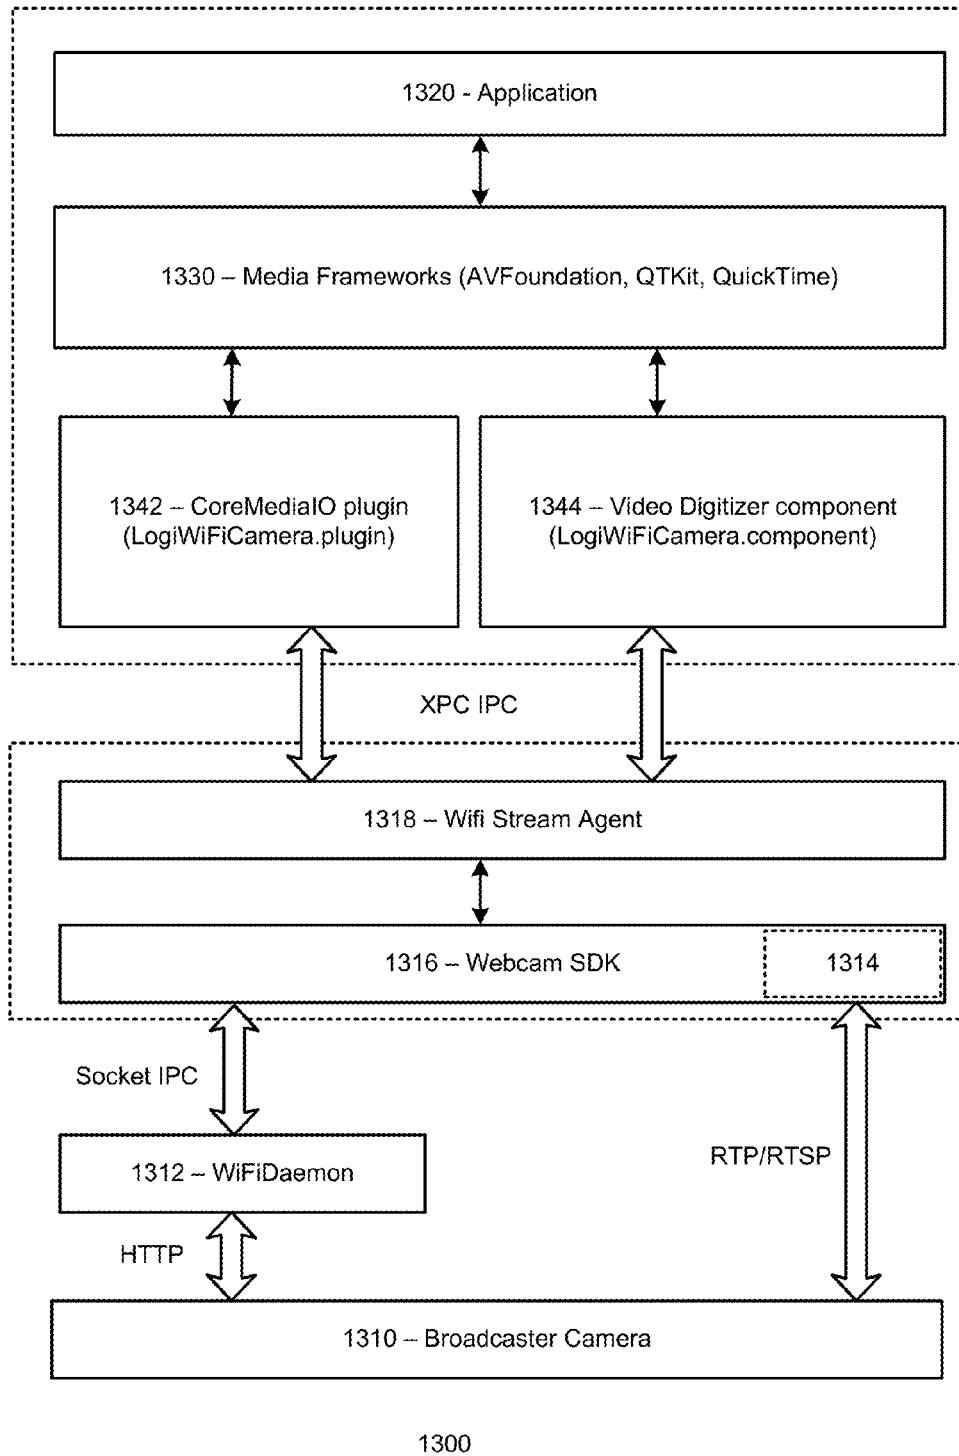 1320 - Application
1330 – Media Frameworks (AVFoundation, QTKit, QuickTime)
1342 – CoreMediaIO plugin
(LogiWiFiCamera.plugin)
1344 – Video Digitizer component
(LogiWiFiCamera.component)
XPC IPC
1318 – Wifi Stream Agent
1316 – Webcam SDK
1314
Socket IPC
1312 – WiFiDaemon
RTP/RTSP
HTTP
1310 – Broadcaster Camera
1300